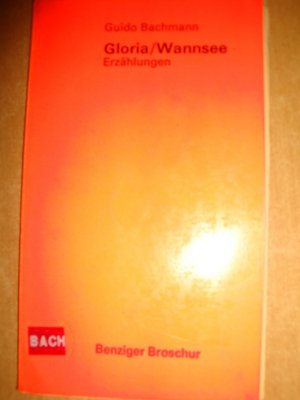 Guido Bachmann
Gloria/Wannsee
Erzählungen
BACH
Benziger Broschur